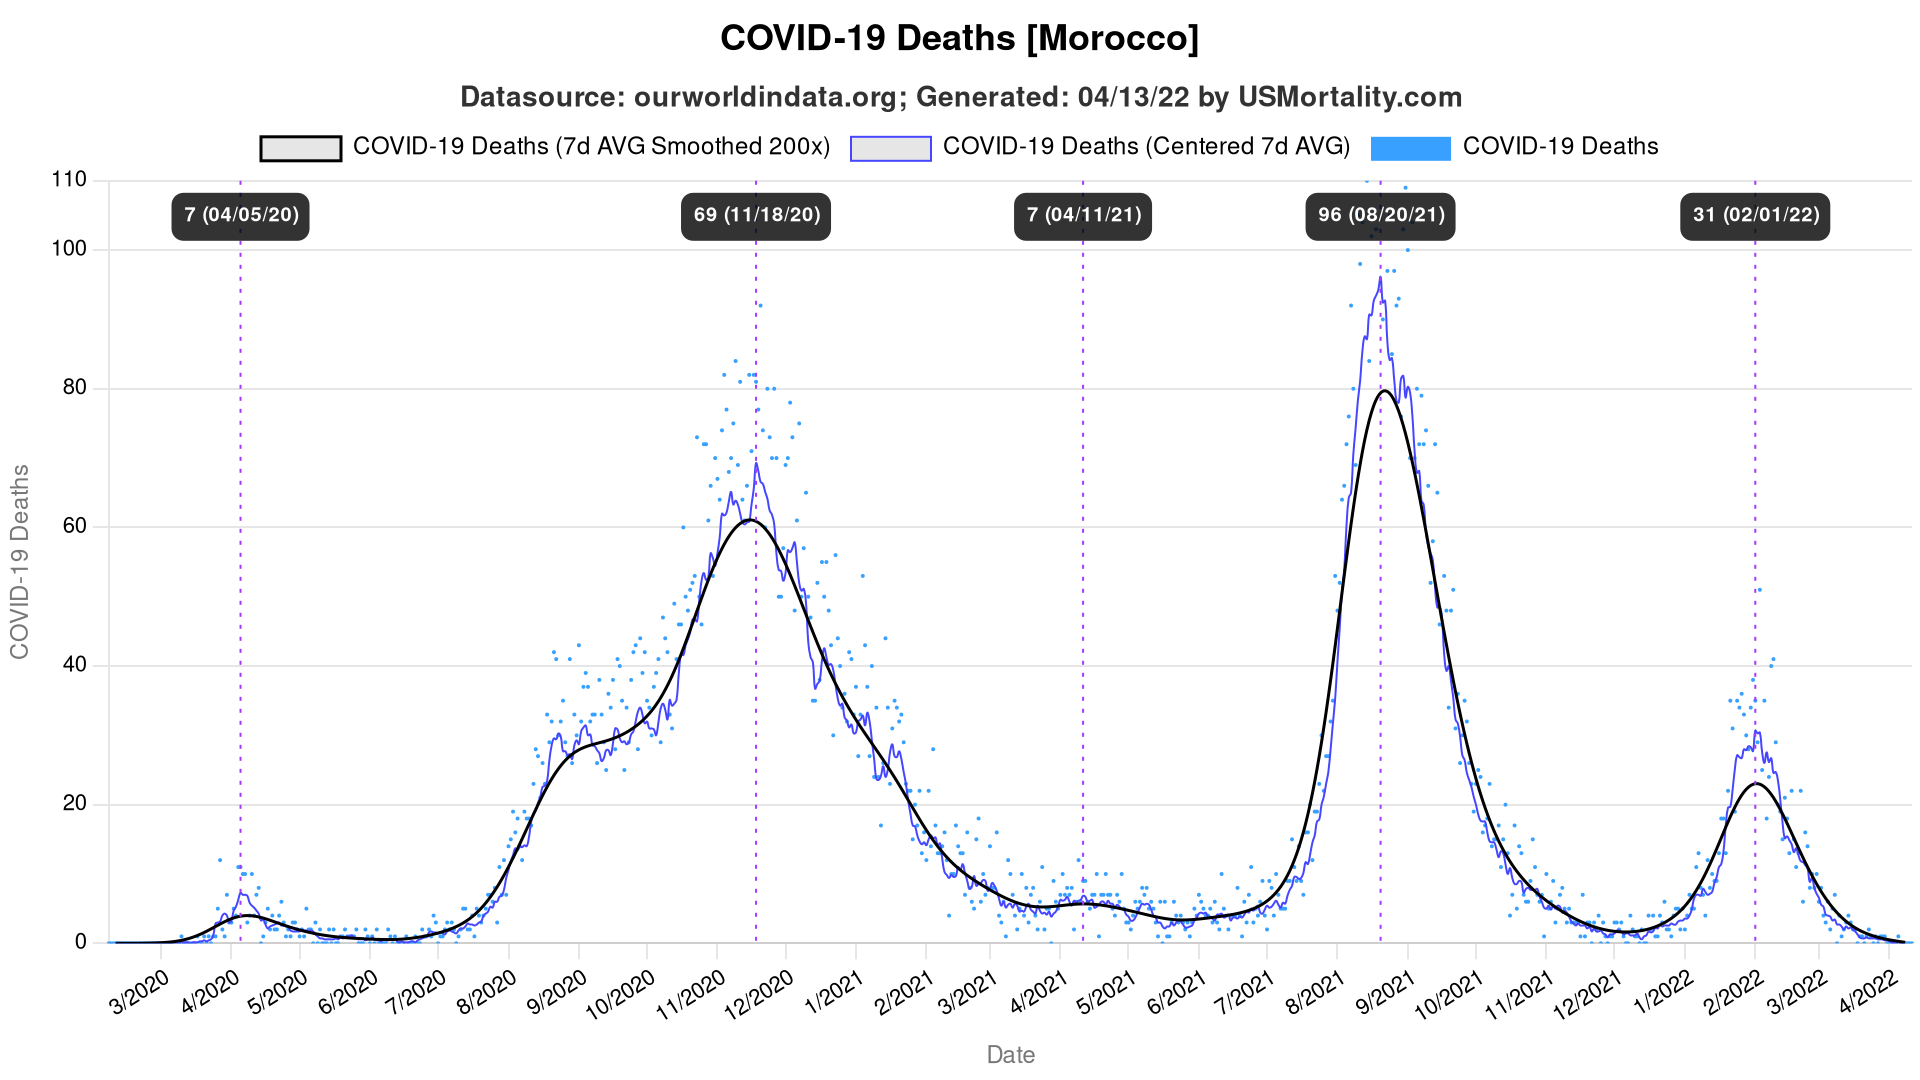 COVID-19 Deaths [Morocco]
Datasource: ourworldindata.org; Generated: 04/13/22 by USMortality.com
COVID-19 Deaths (7d AVG Smoothed 200x) COVID-19 Deaths (Centered 7d AVG) COVID-19 Deaths
7 (04/05/20) 69 (11/18/20) 7 (04/11/21) 96 (08/20/21) 31 (02/01/22)
110
100
80
60
40
20
0
COVID-19 Deaths
3/2020 4/2020 5/2020 6/2020 7/2020 8/2020 9/2020 10/2020 11/2020 12/2020 1/2021 2/2021 3/2021 4/2021 5/2021 6/2021 7/2021 8/2021 9/2021 10/2021 11/2021 12/2021 1/2022 2/2022 3/2022 4/2022
Date